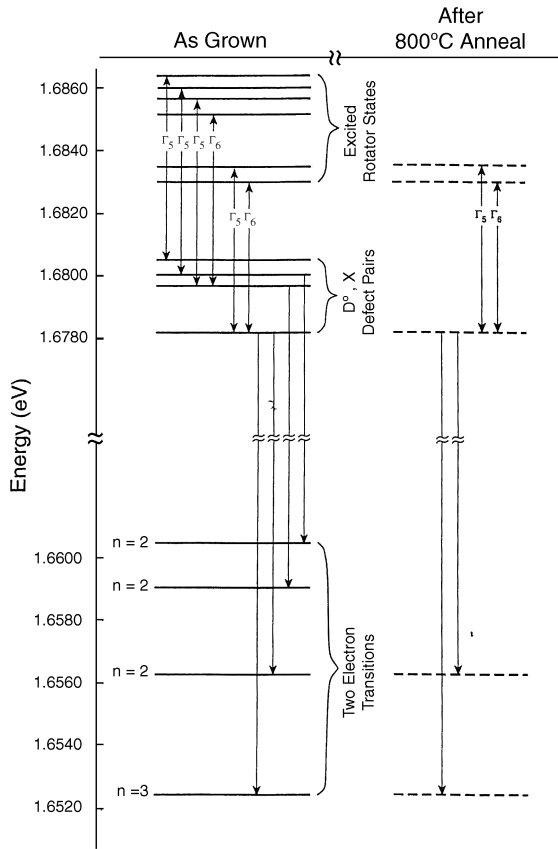 After
As Grown
800°C Anneal
1.6860
1.6840
1.6820
1.6800
1.6780
1.6600
1.6580
1.6560
1.6540
1.6520
Energy (eV)
Γ5 Γ5 Γ5 Γ6
Γ5 Γ6
Γ5 Γ6
Excited
Rotator States
D°, X
Defect Pairs
n = 2
n = 2
n = 2
n =3
Two Electron
Transitions